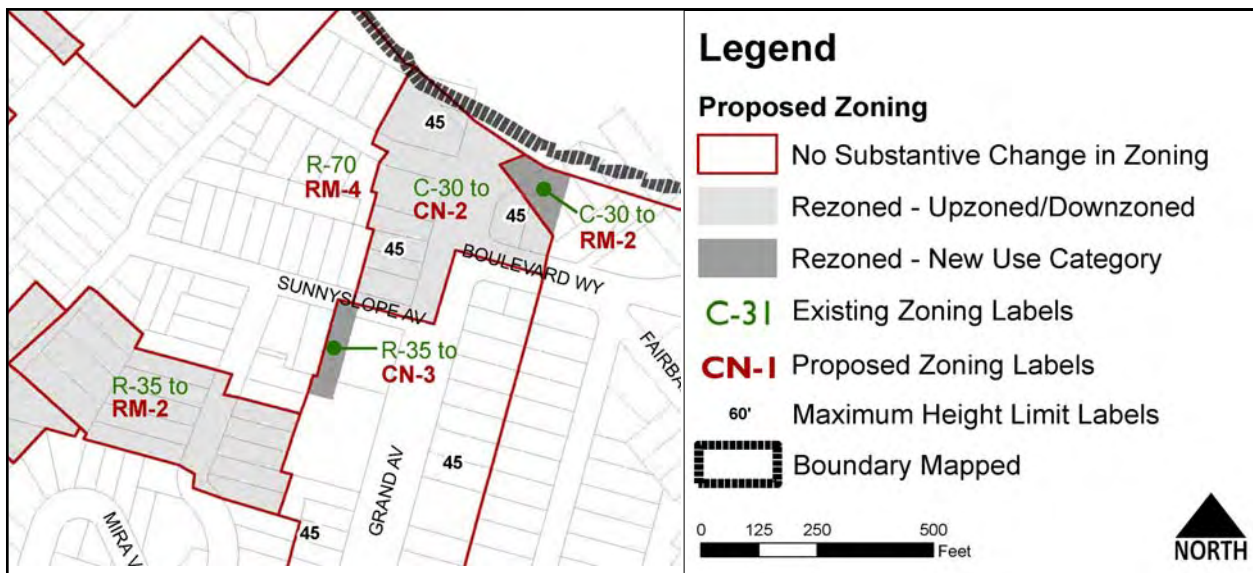 45
R-70
RM-4
C-30 to
CN-2
45
45
C-30 to
RM-2
BOULEVARD WY
SUNNYSLOPE AV
R-35 to
CN-3
FAIRBA
R-35 to
RM-2
45
GRAND AV
45
MIRA V
Legend
Proposed Zoning
No Substantive Change in Zoning
Rezoned - Upzoned/Downzoned
Rezoned - New Use Category
C-31 Existing Zoning Labels
CN-1 Proposed Zoning Labels
60' Maximum Height Limit Labels
Boundary Mapped
0 125 250 500
Feet
NORTH